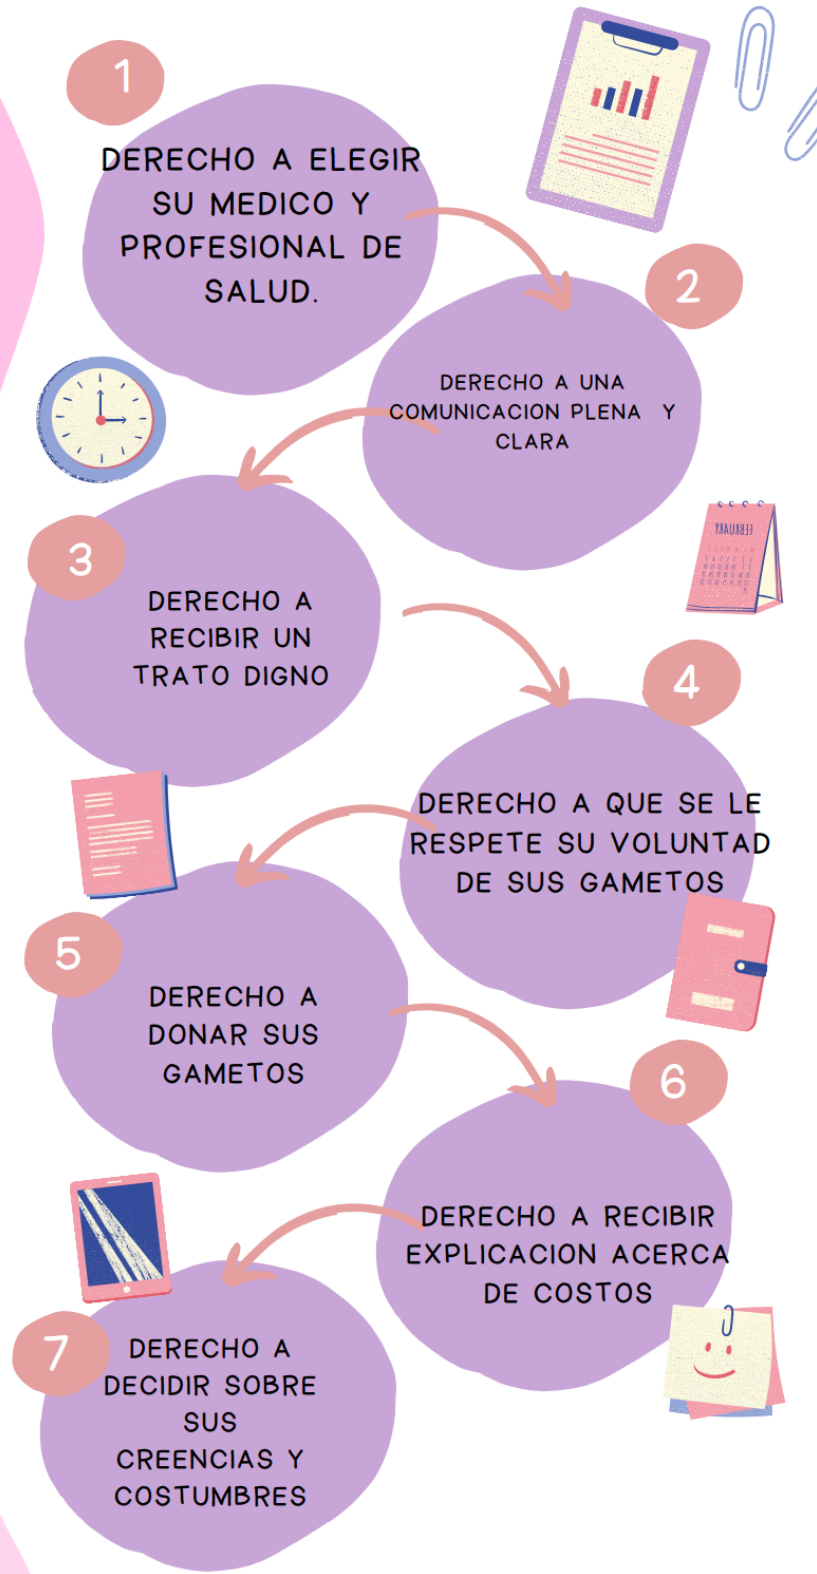 1
DERECHO A ELEGIR
SU MEDICO Y
PROFESIONAL DE
SALUD.
2
DERECHO A UNA
COMUNICACION PLENA Y
CLARA
3
DERECHO A
RECIBIR UN
TRATO DIGNO
4
DERECHO A QUE SE LE
RESPETE SU VOLUNTAD
DE SUS GAMETOS
5
DERECHO A
DONAR SUS
GAMETOS
6
DERECHO A RECIBIR
EXPLICACION ACERCA
DE COSTOS
7
DERECHO A
DECIDIR SOBRE
SUS
CREENCIAS Y
COSTUMBRES
FEBRUARY